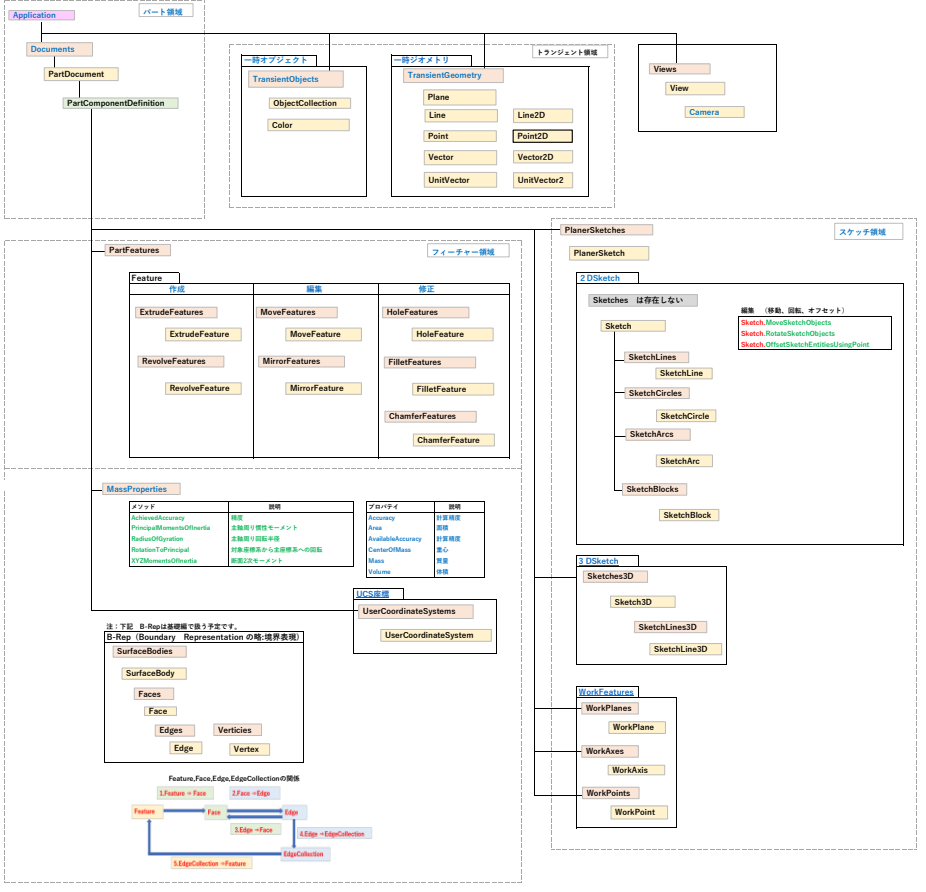 Application
パート領域
Documents
PartDocument
PartComponentDefinition
トランジェント領域
一時オブジェクト
TransientObjects
ObjectCollection
Color
一時ジオメトリ
TransientGeometry
Plane
Line
Line2D
Point
Point2D
Vector
Vector2D
UnitVector
UnitVector2
Views
View
Camera
PartFeatures
フィーチャー領域
Feature
作成
編集
修正
ExtrudeFeatures
MoveFeatures
HoleFeatures
ExtrudeFeature
MoveFeature
HoleFeature
RevolveFeatures
MirrorFeatures
FilletFeatures
RevolveFeature
MirrorFeature
FilletFeature
ChamferFeatures
ChamferFeature
PlanerSketches
スケッチ領域
PlanerSketch
２DSketch
Sketches　は存在しない
Sketch
編集　（移動、回転、オフセット）
Sketch.MoveSketchObjects
Sketch.RotateSketchObjects
Sketch.OffsetSketchEntitiesUsingPoint
SketchLines
SketchLine
SketchCircles
SketchCircle
SketchArcs
SketchArc
SketchBlocks
SketchBlock
MassProperties
メソッド　説明
AchievedAccuracy　精度
PrincipalMomentsOfInertia　主軸周り慣性モーメント
RadiusOfGyration　主軸周り回転半径
RotationToPrincipal　対象座標系から主座標系への回転
XYZMomentsOfInertia　断面2次モーメント
プロパティ　説明
Accuracy　計算精度
Area　面積
AvailableAccuracy　計算精度
CenterOfMass　重心
Mass　質量
Volume　体積
UCS座標
UserCoordinateSystems
UserCoordinateSystem
注：下記　B-Repは基礎編で扱う予定です。
B-Rep（Boundary　Representation の略:境界表現)
SurfaceBodies
SurfaceBody
Faces
Face
Edges
Verticies
Edge
Vertex
3 DSketch
Sketches3D
Sketch3D
SketchLines3D
SketchLine3D
WorkFeatures
WorkPlanes
WorkPlane
WorkAxes
WorkAxis
WorkPoints
WorkPoint
Feature,Face,Edge,EdgeCollectionの関係
1.Feature ⇒ Face
2.Face ⇒Edge
Feature
Face
Edge
3.Edge ⇒Face
4.Edge ⇒EdgeCollection
EdgeCollection
5.EdgeCollection ⇒Feature